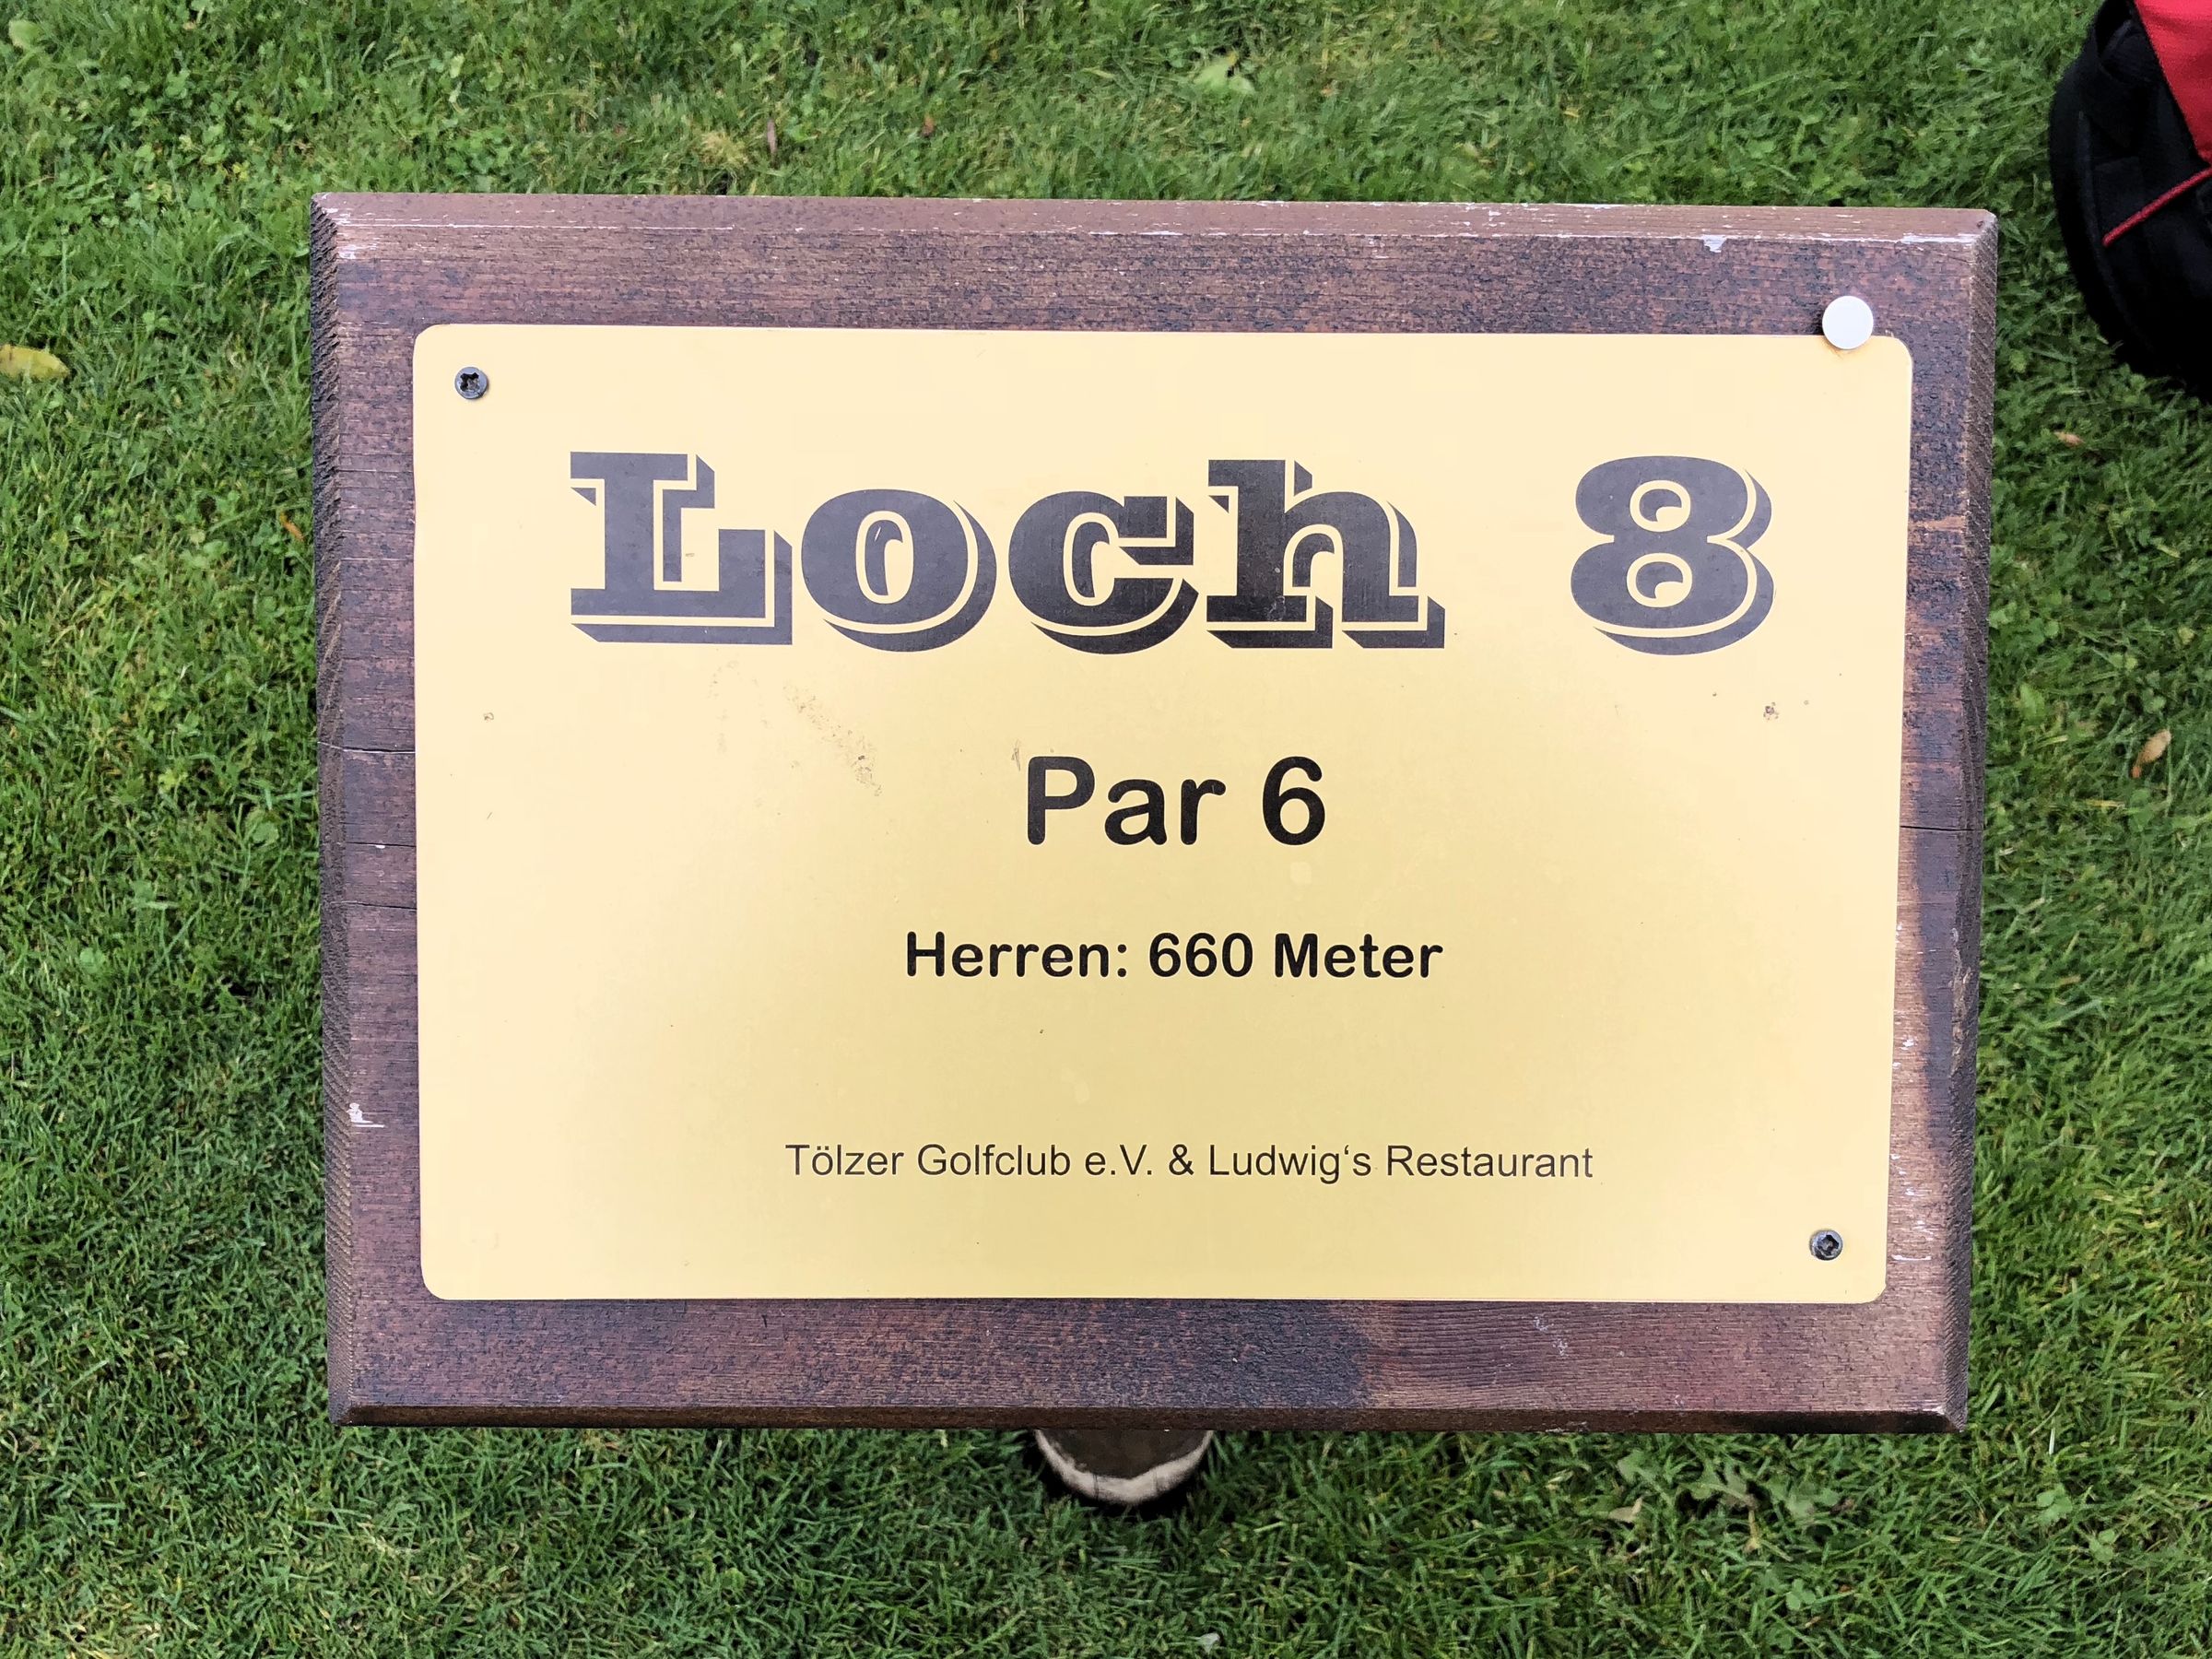 Loch 8
Par 6
Herren: 660 Meter
Tölzer Golfclub e.V. & Ludwig‘s Restaurant